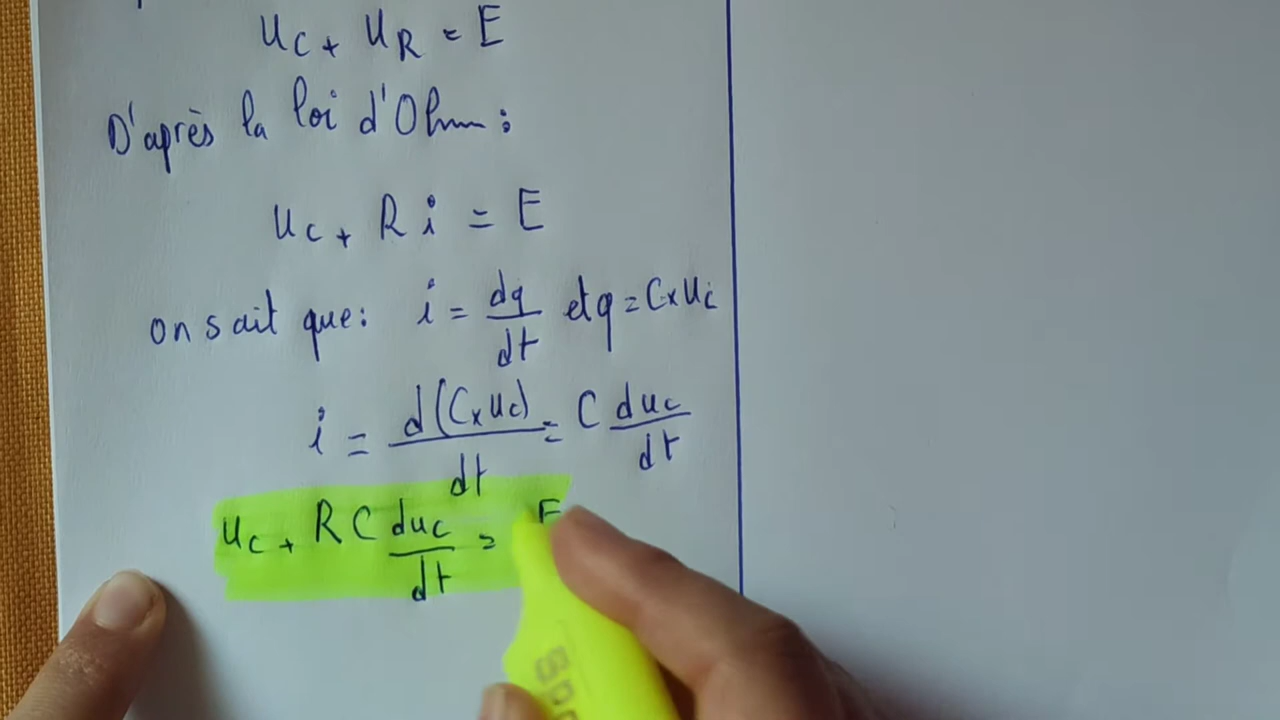 uc + uR = E
D'après la loi d'Ohm :
uc + R i = E
on sait que : i = dq/dt et q = C x uc
i = d(C x uc)/dt = C duc/dt
uc + R C duc/dt = E